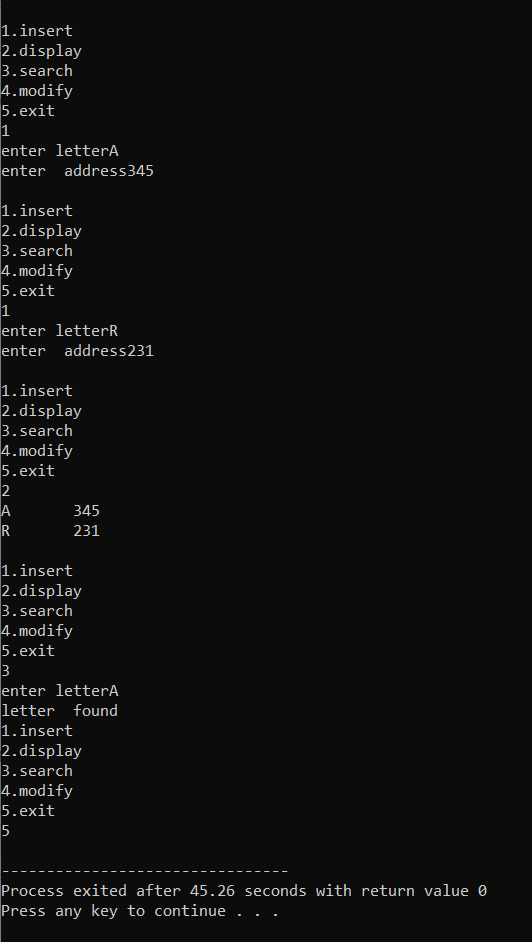 1.insert
2.display
3.search
4.modify
5.exit
1
enter letterA
enter  address345
1.insert
2.display
3.search
4.modify
5.exit
1
enter letterR
enter  address231
1.insert
2.display
3.search
4.modify
5.exit
2
A       345
R       231
1.insert
2.display
3.search
4.modify
5.exit
3
enter letterA
letter  found
1.insert
2.display
3.search
4.modify
5.exit
5
--------------------------------
Process exited after 45.26 seconds with return value 0
Press any key to continue . . .